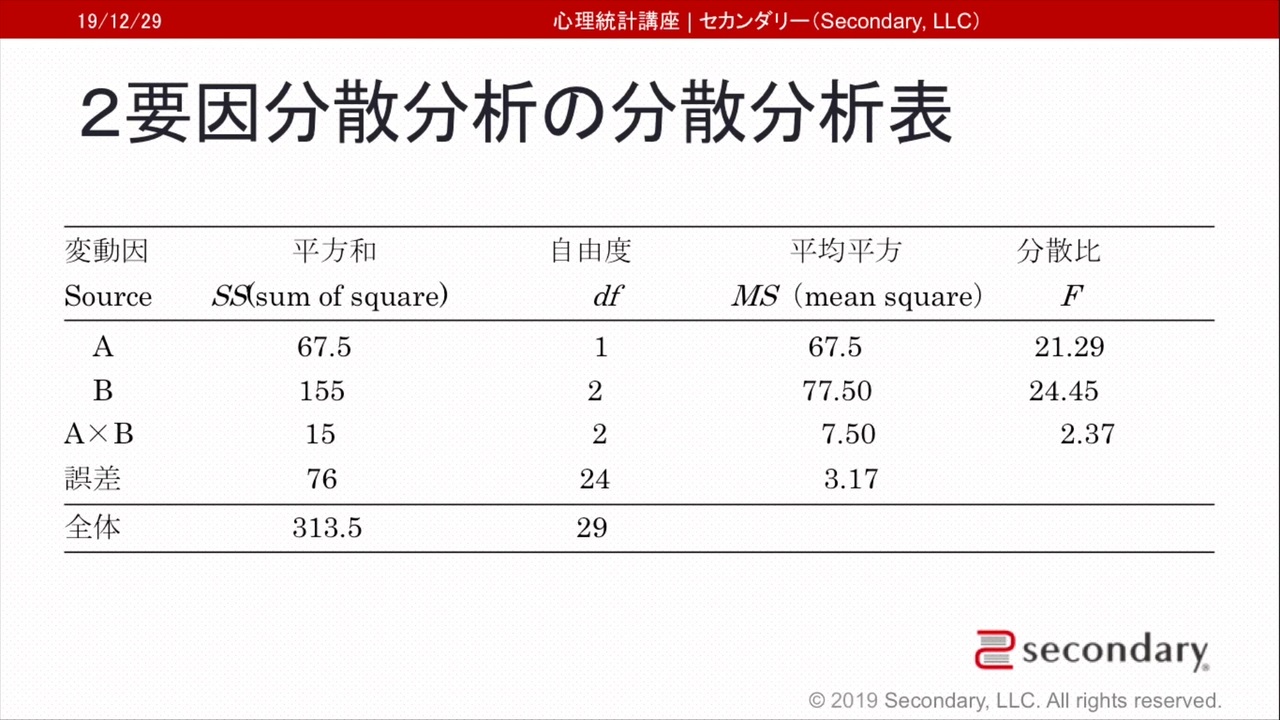 19/12/29 心理統計講座 | セカンダリー（Secondary, LLC）
２要因分散分析の分散分析表
変動因 平方和 自由度 平均平方 分散比
Source SS(sum of square) df MS（mean square） F
A 67.5 1 67.5 21.29
B 155 2 77.50 24.45
A×B 15 2 7.50 2.37
誤差 76 24 3.17
全体 313.5 29
secondary®
© 2019 Secondary, LLC. All rights reserved.